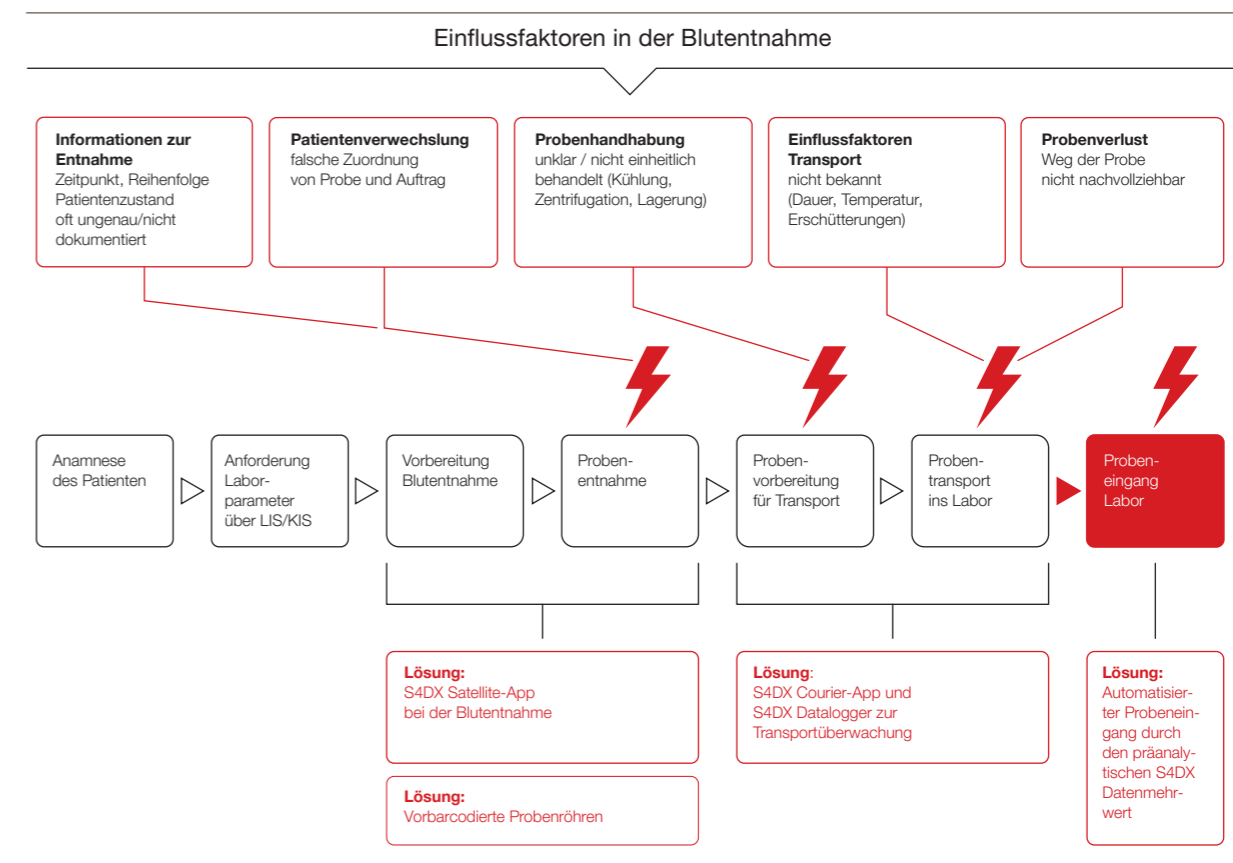 Einflussfaktoren in der Blutentnahme
Informationen zur
Entnahme
Zeitpunkt, Reihenfolge
Patientenzustand
oft ungenau/nicht
dokumentiert
Patientenverwechslung
falsche Zuordnung
von Probe und Auftrag
Probenhandhabung
unklar / nicht einheitlich
behandelt (Kühlung,
Zentrifugation, Lagerung)
Einflussfaktoren
Transport
nicht bekannt
(Dauer, Temperatur,
Erschütterungen)
Probenverlust
Weg der Probe
nicht nachvollziehbar
Anamnese
des Patienten
Anforderung
Labor-
parameter
über LIS/KIS
Vorbereitung
Blutentnahme
Proben-
entnahme
Proben-
vorbereitung
für Transport
Proben-
transport
ins Labor
Proben-
eingang
Labor
Lösung:
S4DX Satellite-App
bei der Blutentnahme
Lösung:
Vorbarcodierte Probenröhren
Lösung:
S4DX Courier-App und
S4DX Datalogger zur
Transportüberwachung
Lösung:
Automatisier-
ter Probenein-
gang durch
den präanaly-
tischen S4DX
Datenmehr-
wert